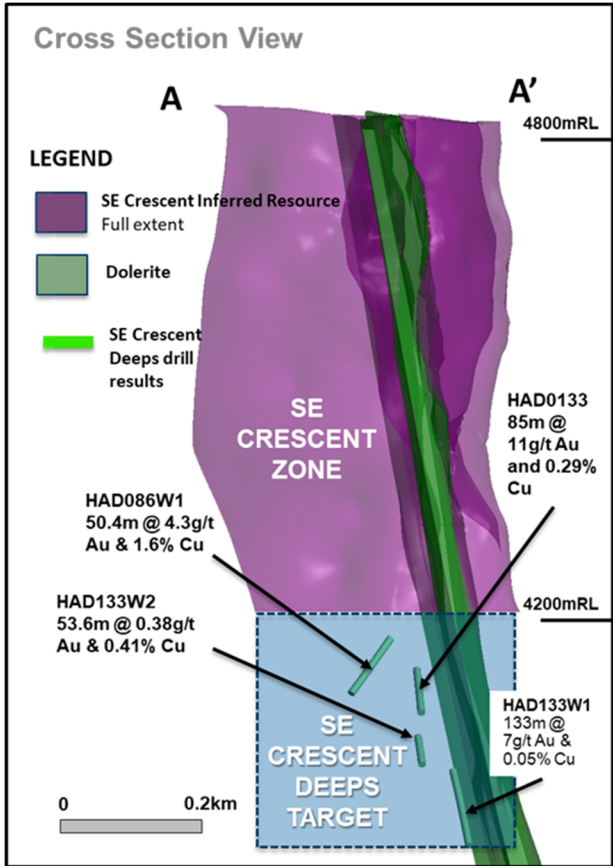 Cross Section View
A
A'
4800mRL
LEGEND
SE Crescent Inferred Resource
Full extent
Dolerite
SE Crescent
Deeps drill
results
SE
CRESCENT
ZONE
HAD0133
85m @
11g/t Au
and 0.29%
Cu
HAD086W1
50.4m @ 4.3g/t
Au & 1.6% Cu
HAD133W2
53.6m @ 0.38g/t
Au & 0.41% Cu
4200mRL
SE
CRESCENT
DEEPS
TARGET
HAD133W1
133m @
7g/t Au &
0.05% Cu
0
0.2km